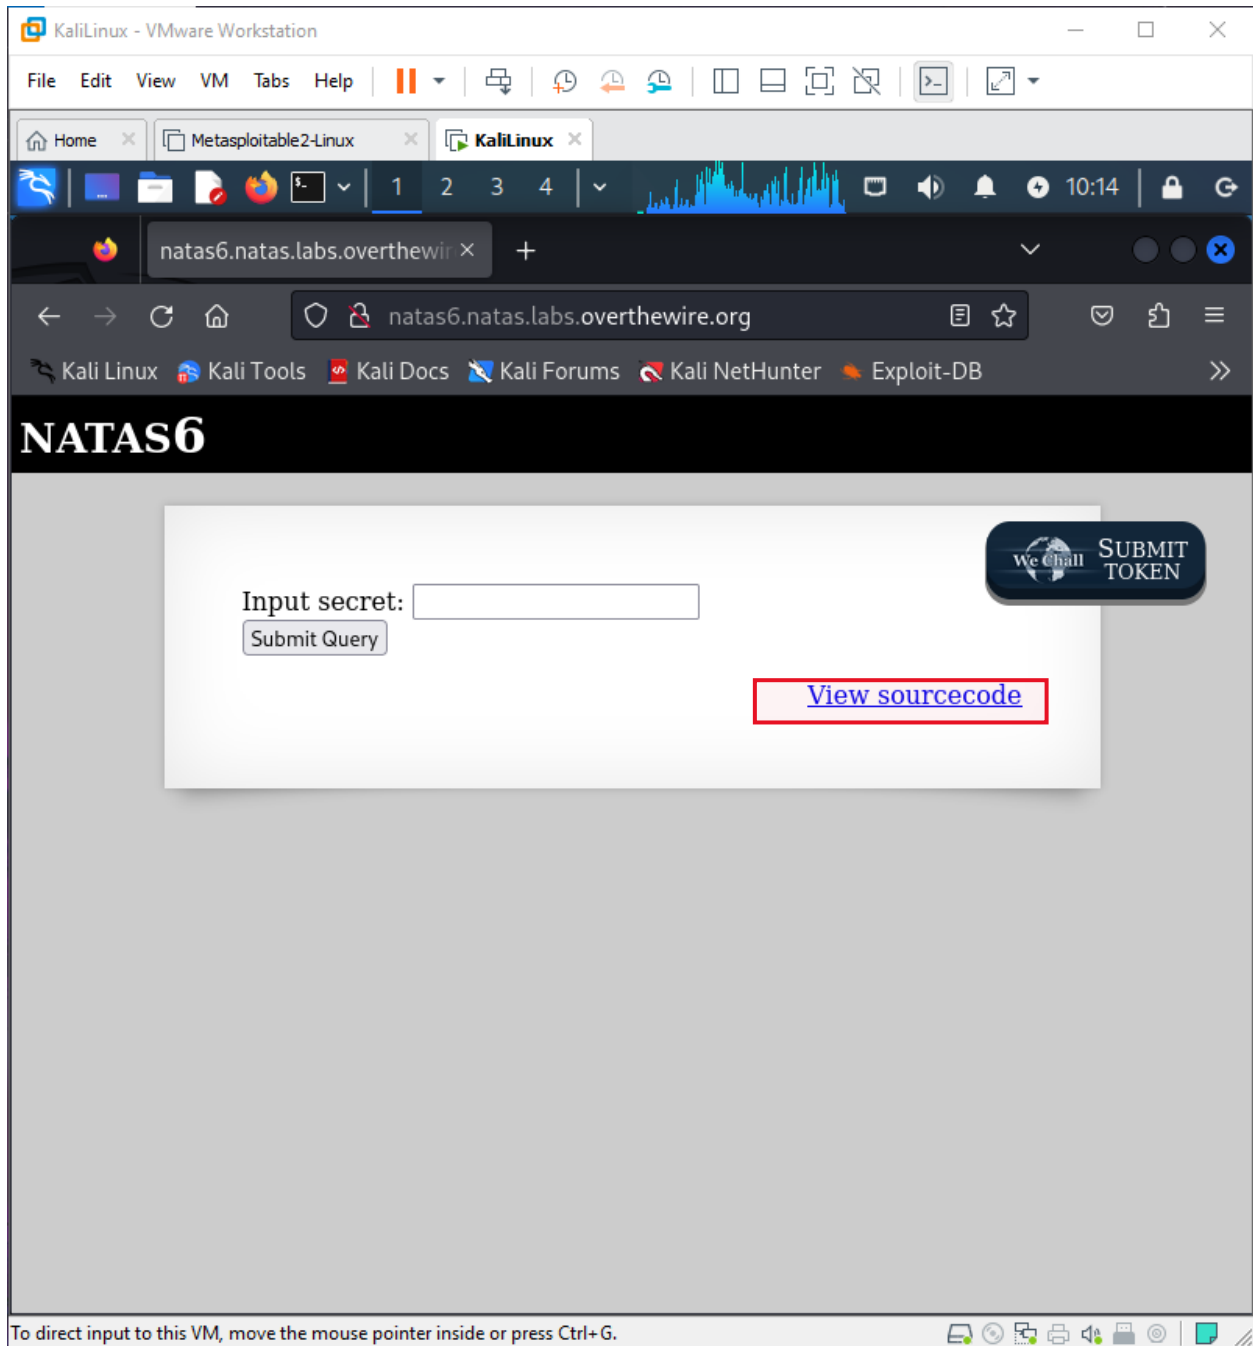 KaliLinux - VMware Workstation
File Edit View VM Tabs Help
Home Metasploitable2-Linux KaliLinux
1 2 3 4 10:14
natas6.natas.labs.overthewir
natas6.natas.labs.overthewire.org
Kali Linux Kali Tools Kali Docs Kali Forums Kali NetHunter Exploit-DB
NATAS6
We Chall SUBMIT
TOKEN
Input secret:
Submit Query
View sourcecode
To direct input to this VM, move the mouse pointer inside or press Ctrl+G.